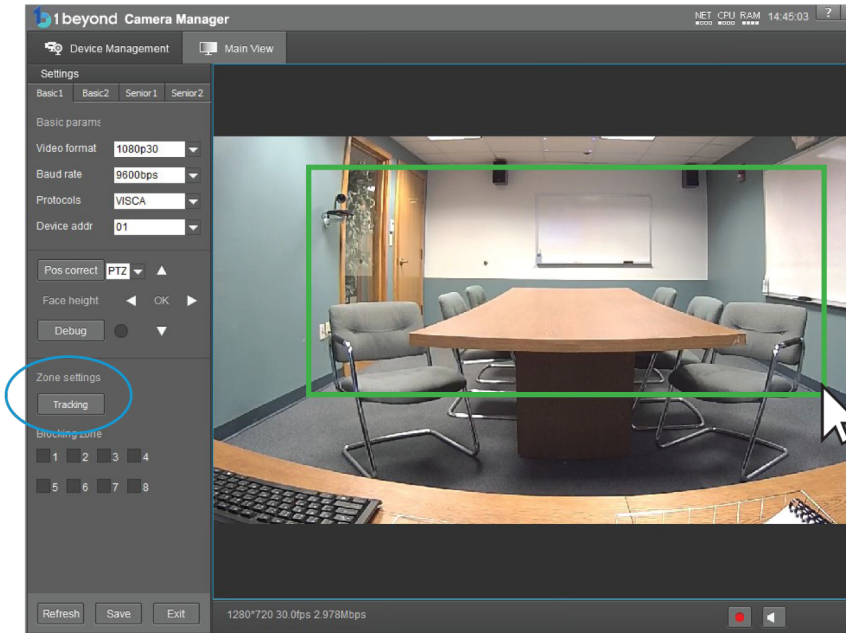 1beyond Camera Manager
NET CPU RAM 14:45:03 ?
Device Management Main View
Settings
Basic1 Basic2 Senior1 Senior2
Basic params
Video format 1080p30
Baud rate 9600bps
Protocols VISCA
Device addr 01
Pos correct PTZ
Face height OK
Debug
Zone settings
Tracking
Blocking zone
1 2 3 4
5 6 7 8
Refresh Save Exit 1280*720 30.0fps 2.978Mbps